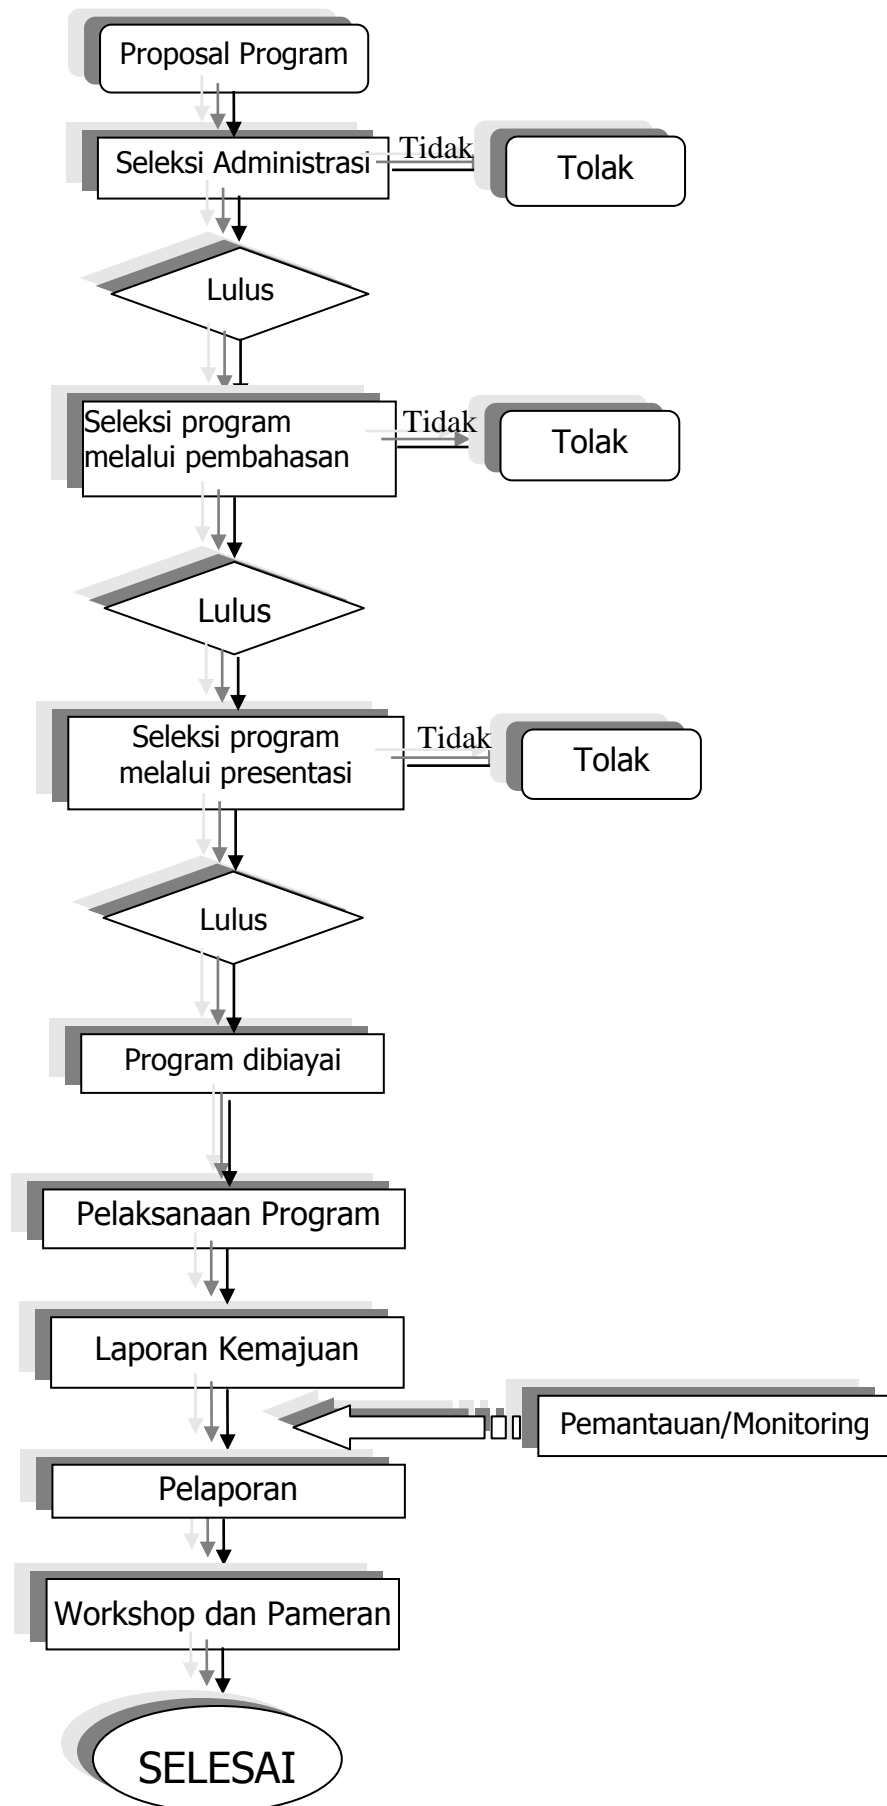 Proposal Program
Seleksi Administrasi
Tidak
Tolak
Lulus
Seleksi program
melalui pembahasan
Tidak
Tolak
Lulus
Seleksi program
melalui presentasi
Tidak
Tolak
Lulus
Program dibiayai
Pelaksanaan Program
Laporan Kemajuan
Pemantauan/Monitoring
Pelaporan
Workshop dan Pameran
SELESAI